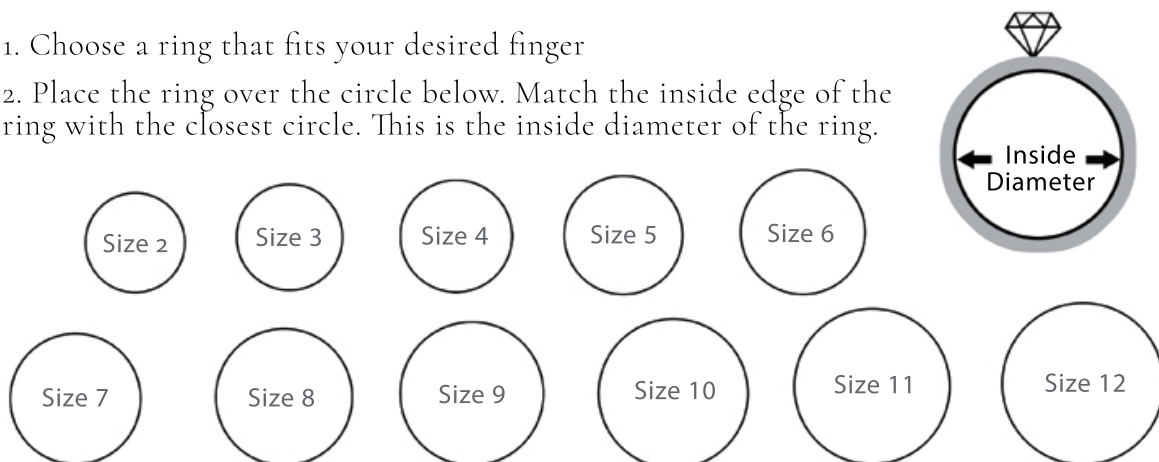 1. Choose a ring that fits your desired finger
2. Place the ring over the circle below. Match the inside edge of the
ring with the closest circle. This is the inside diameter of the ring.
Inside
Diameter
Size 2
Size 3
Size 4
Size 5
Size 6
Size 7
Size 8
Size 9
Size 10
Size 11
Size 12